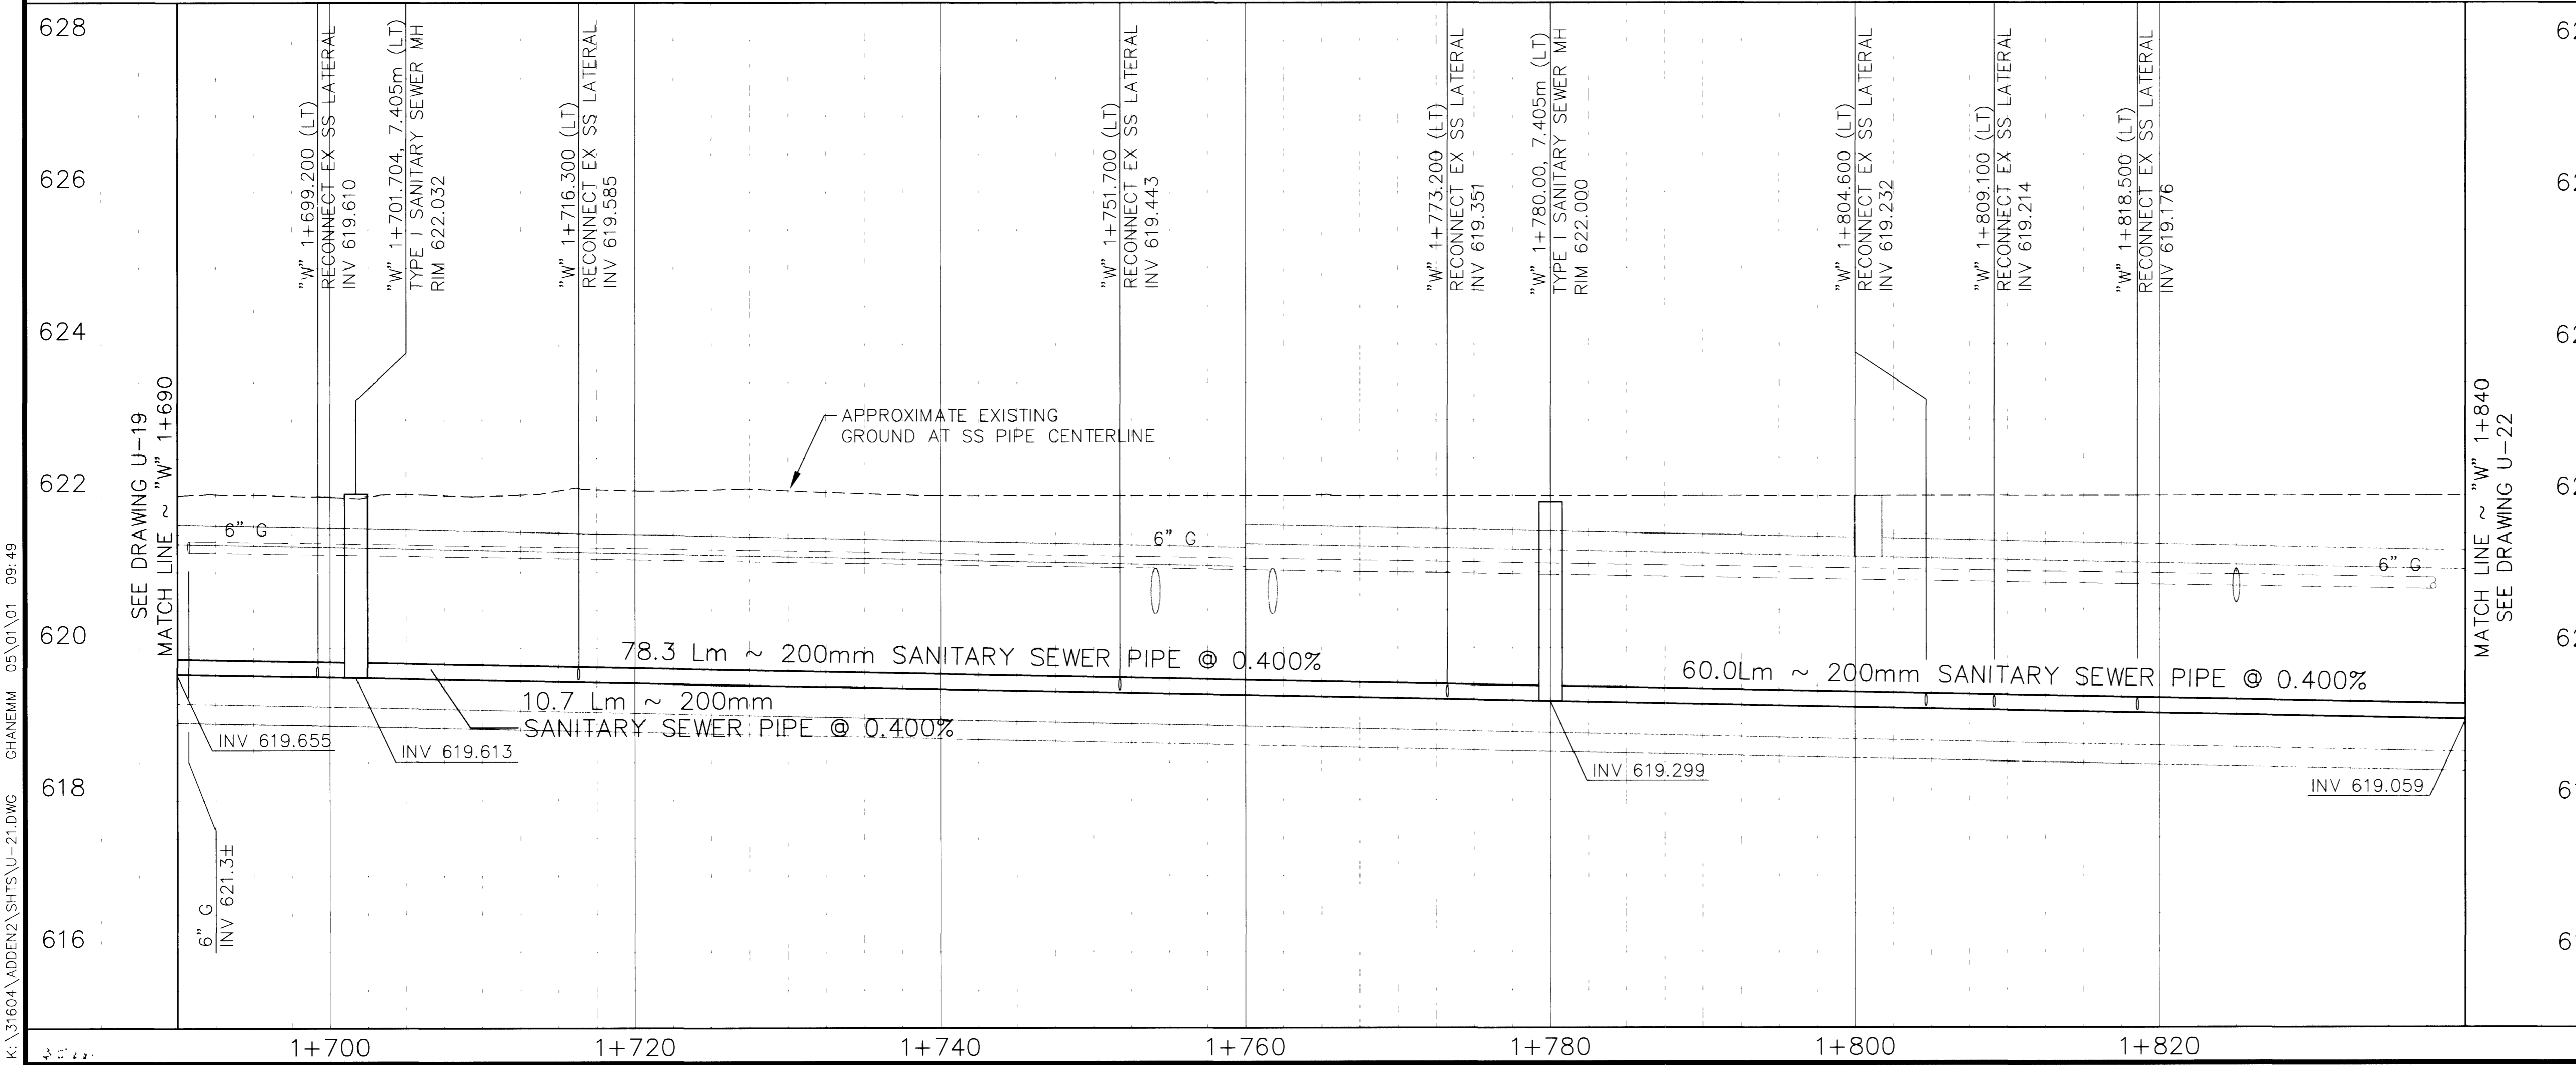 628
626
624
622
620
618
616
SEE DRAWING U-19
MATCH LINE ~ "W" 1+690
"W" 1+699.200 (LT)
RECONNECT EX SS LATERAL
INV 619.610
"W" 1+701.704, 7.405m (LT)
TYPE I SANITARY SEWER MH
RIM 622.032
"W" 1+716.300 (LT)
RECONNECT EX SS LATERAL
INV 619.585
"W" 1+751.700 (LT)
RECONNECT EX SS LATERAL
INV 619.443
"W" 1+773.200 (LT)
RECONNECT EX SS LATERAL
INV 619.351
"W" 1+780.00, 7.405m (LT)
TYPE I SANITARY SEWER MH
RIM 622.000
"W" 1+804.600 (LT)
RECONNECT EX SS LATERAL
INV 619.232
"W" 1+809.100 (LT)
RECONNECT EX SS LATERAL
INV 619.214
"W" 1+818.500 (LT)
RECONNECT EX SS LATERAL
INV 619.176
APPROXIMATE EXISTING
GROUND AT SS PIPE CENTERLINE
6" G
6" G
6" G
78.3 Lm ~ 200mm SANITARY SEWER PIPE @ 0.400%
60.0Lm ~ 200mm SANITARY SEWER PIPE @ 0.400%
10.7 Lm ~ 200mm
SANITARY SEWER PIPE @ 0.400%
INV 619.655
INV 619.613
INV 619.299
INV 619.059
6" G
INV 621.3±
MATCH LINE ~ "W" 1+840
SEE DRAWING U-22
1+700
1+720
1+740
1+760
1+780
1+800
1+820
K:\31604\ADDEN2\SHTS\U-21.DWG GHANEMM 05\01\01 09:49